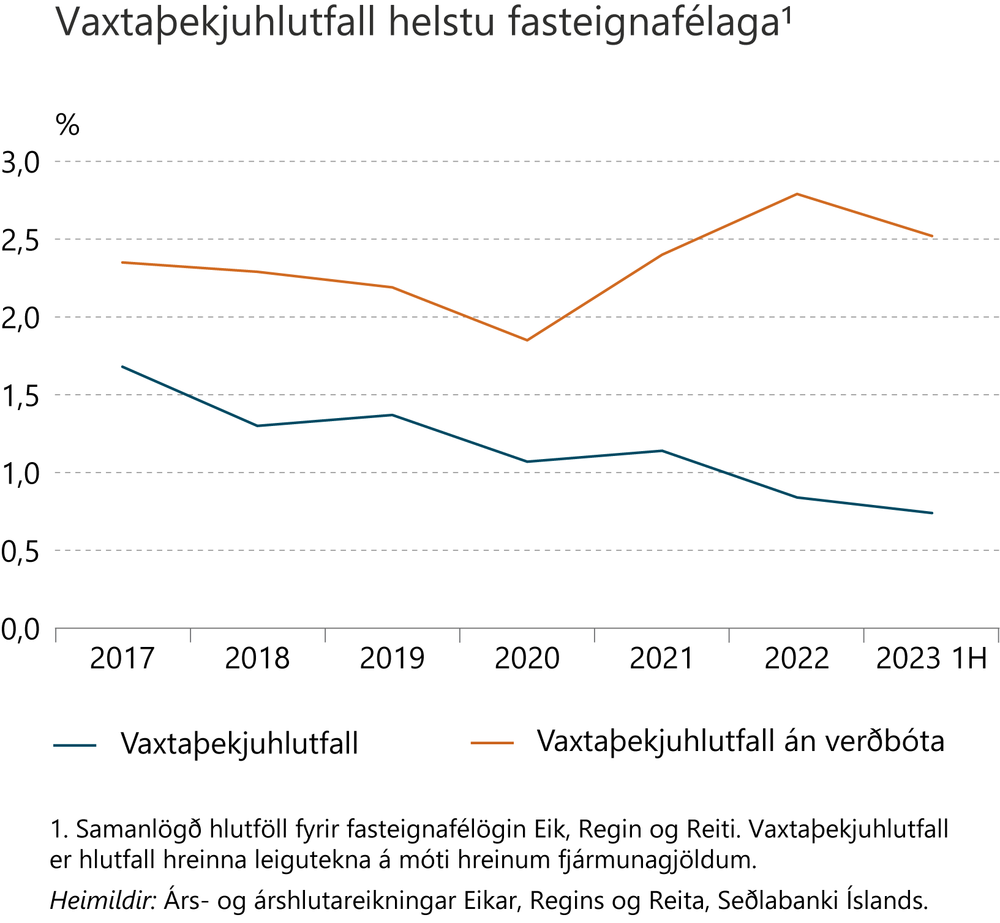 Vaxtaþekjuhlutfall helstu fasteignafélaga¹
%
3,0
2,5
2,0
1,5
1,0
0,5
0,0
2017 2018 2019 2020 2021 2022 2023 1H
Vaxtaþekjuhlutfall Vaxtaþekjuhlutfall án verðbóta
1. Samanlögð hlutföll fyrir fasteignafélögin Eik, Regin og Reiti. Vaxtaþekjuhlutfall
er hlutfall hreinna leigutekna á móti hreinum fjármunagjöldum.
Heimildir: Árs- og árshlutareikningar Eikar, Regins og Reita, Seðlabanki Íslands.